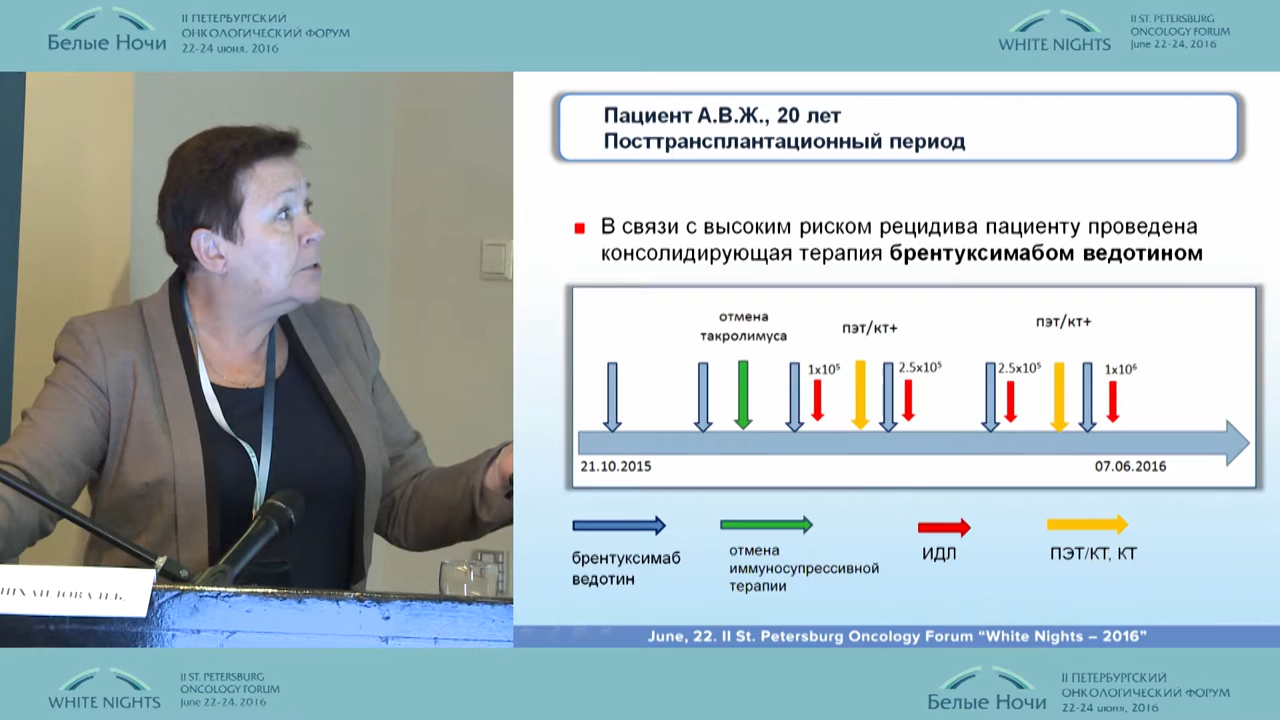 Белые Ночи
II ПЕТЕРБУРГСКИЙ
ОНКОЛОГИЧЕСКИЙ ФОРУМ
22-24 июня, 2016
WHITE NIGHTS
II ST. PETERSBURG
ONCOLOGY FORUM
June 22-24, 2016
Пациент А.В.Ж., 20 лет
Посттрансплантационный период
В связи с высоким риском рецидива пациенту проведена
консолидирующая терапия брентуксимабом ведотином
отмена
такролимуса
пэт/кт+
пэт/кт+
1x10⁵
2.5x10⁵
2.5x10⁵
1x10⁶
21.10.2015
07.06.2016
брентуксимаб
ведотин
отмена
иммуносупрессивной
терапии
ИДЛ
ПЭТ/КТ, КТ
June, 22. II St. Petersburg Oncology Forum “White Nights – 2016”
WHITE NIGHTS
II ST. PETERSBURG
ONCOLOGY FORUM
June 22-24, 2016
Белые Ночи
II ПЕТЕРБУРГСКИЙ
ОНКОЛОГИЧЕСКИЙ ФОРУМ
22-24 июня, 2016